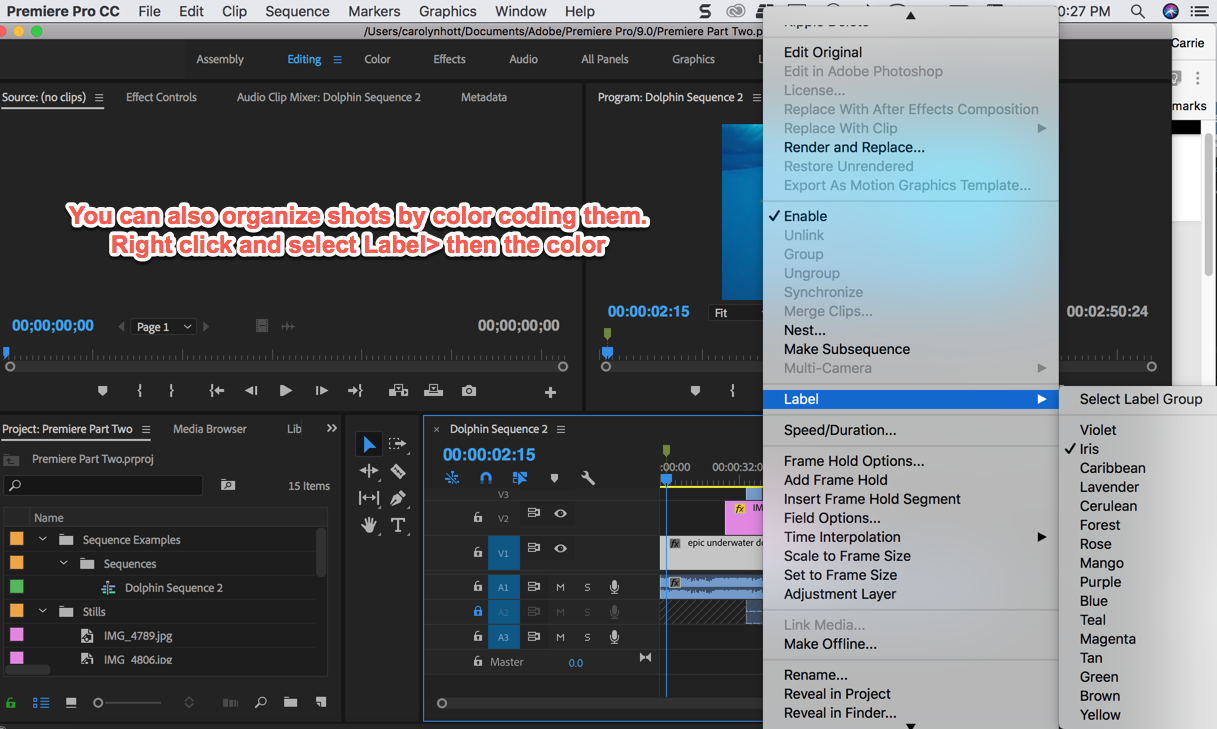 Premiere Pro CC File Edit Clip Sequence Markers Graphics Window Help
0:27 PM
/Users/carolynhott/Documents/Adobe/Premiere Pro/9.0/Premiere Part Two.p
Carrie
Assembly Editing Color Effects Audio All Panels Graphics
marks
Source: (no clips) Effect Controls Audio Clip Mixer: Dolphin Sequence 2 Metadata
Program: Dolphin Sequence 2
You can also organize shots by color coding them.
Right click and select Label> then the color
00;00;00;00 Page 1 00;00;00;00
00:00:02:15 Fit 00:02:50:24
Project: Premiere Part Two Media Browser Lib
Premiere Part Two.prproj
15 Items
Name
Sequence Examples
Sequences
Dolphin Sequence 2
Stills
IMG_4789.jpg
IMG_4806.jpg
× Dolphin Sequence 2
00:00:02:15
:00:00 00:00:32:0
V3
V2
fx IM
V1
fx epic underwater do
A1 M S
fx
A2 M S
A3 M S
Master 0.0
Edit Original
Edit in Adobe Photoshop
License...
Replace With After Effects Composition
Replace With Clip
Render and Replace...
Restore Unrendered
Export As Motion Graphics Template...
Enable
Unlink
Group
Ungroup
Synchronize
Merge Clips...
Nest...
Make Subsequence
Multi-Camera
Label
Speed/Duration...
Frame Hold Options...
Add Frame Hold
Insert Frame Hold Segment
Field Options...
Time Interpolation
Scale to Frame Size
Set to Frame Size
Adjustment Layer
Link Media...
Make Offline...
Rename...
Reveal in Project
Reveal in Finder...
Select Label Group
Violet
Iris
Caribbean
Lavender
Cerulean
Forest
Rose
Mango
Purple
Blue
Teal
Magenta
Tan
Green
Brown
Yellow